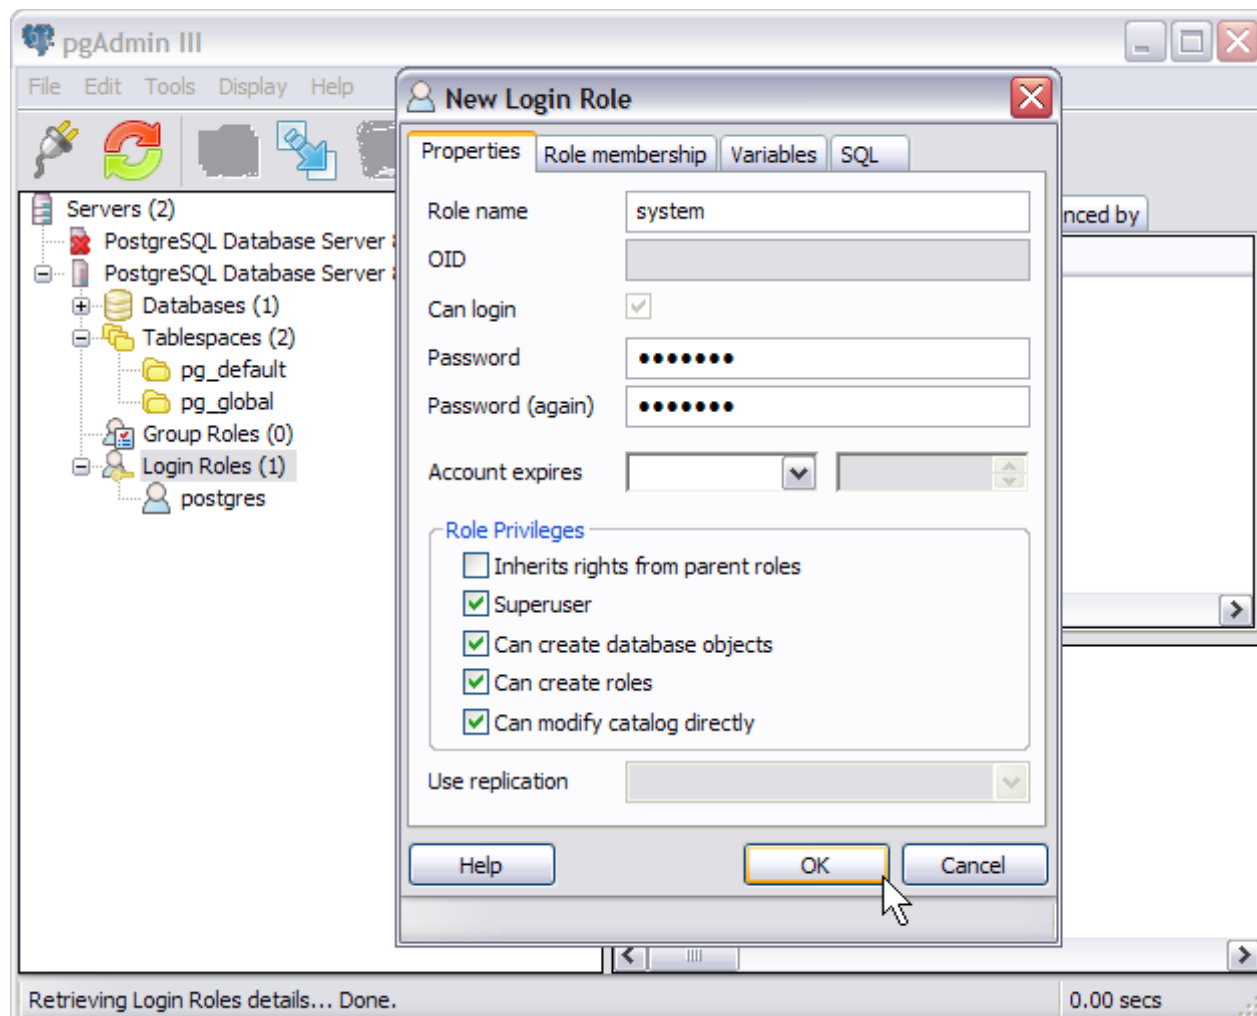 pgAdmin III
File Edit Tools Display Help
New Login Role
Properties Role membership Variables SQL
Servers (2)
PostgreSQL Database Server
PostgreSQL Database Server
Databases (1)
Tablespaces (2)
pg_default
pg_global
Group Roles (0)
Login Roles (1)
postgres
Role name system
OID
Can login
Password •••••••
Password (again) •••••••
Account expires
Role Privileges
Inherits rights from parent roles
Superuser
Can create database objects
Can create roles
Can modify catalog directly
Use replication
Help OK Cancel
nced by
Retrieving Login Roles details... Done. 0.00 secs